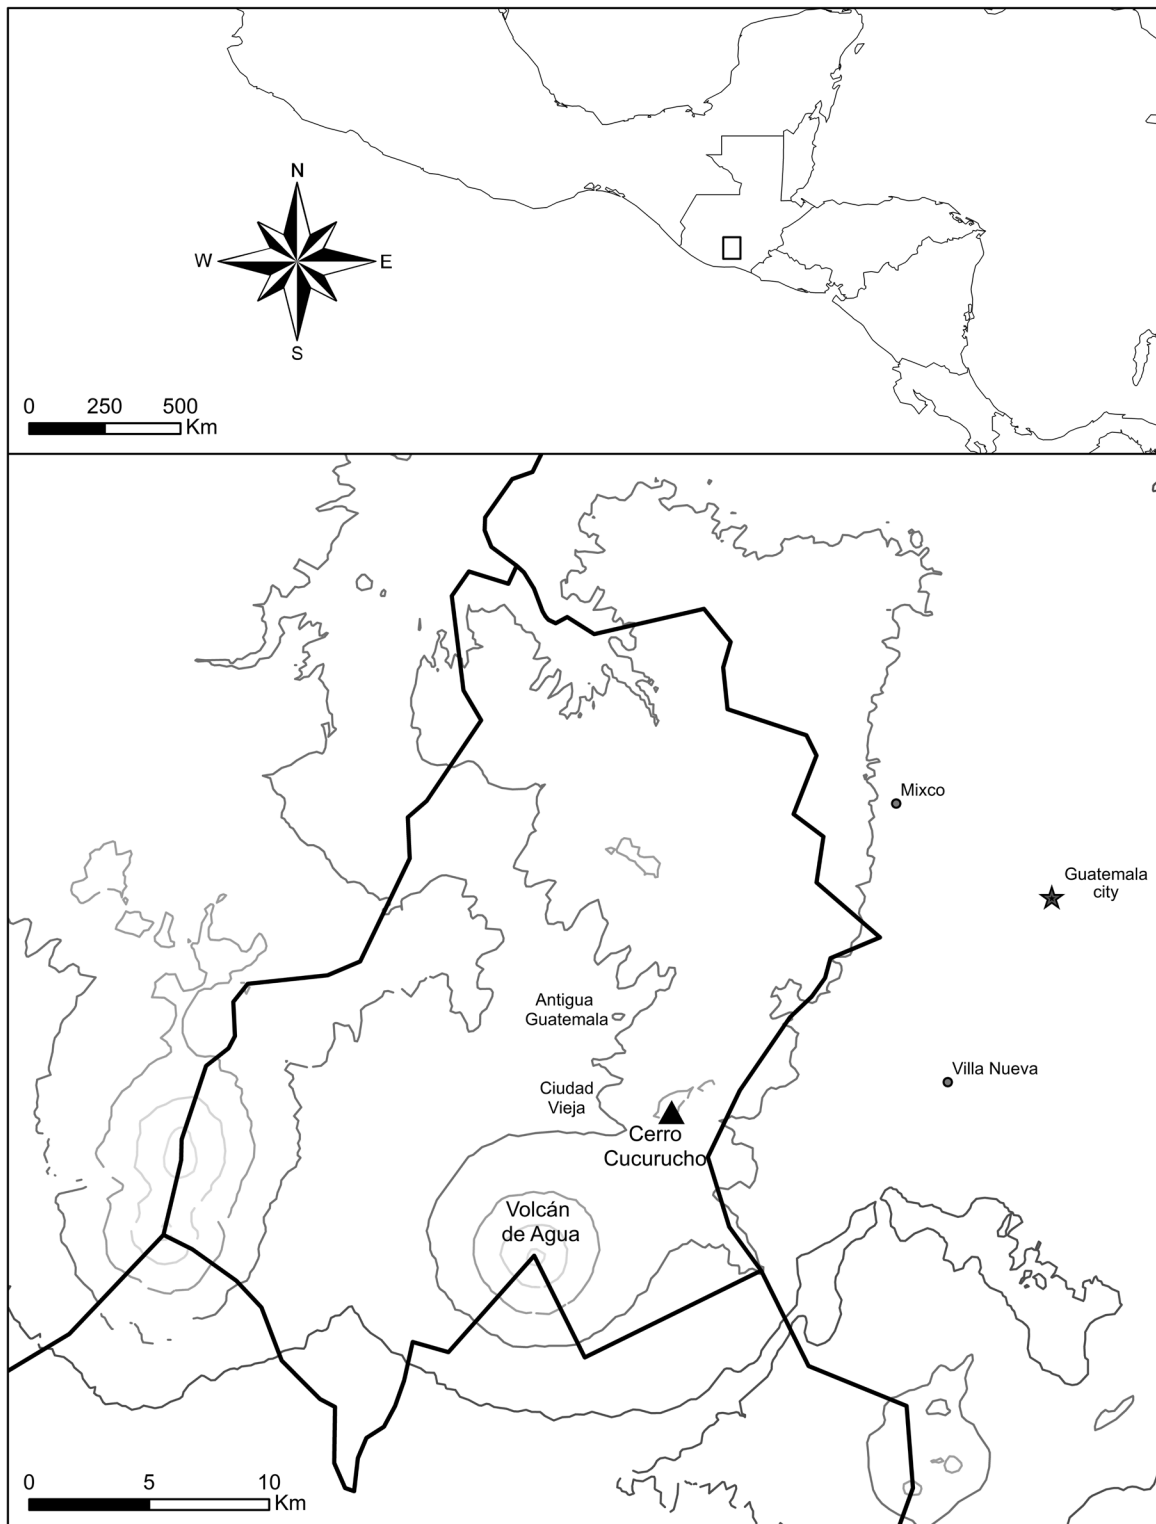 N
W
E
S
0 250 500
Km
Mixco
Guatemala
city
Antigua
Guatemala
Villa Nueva
Ciudad
Vieja
Cerro
Cucurucho
Volcán
de Agua
0 5 10
Km